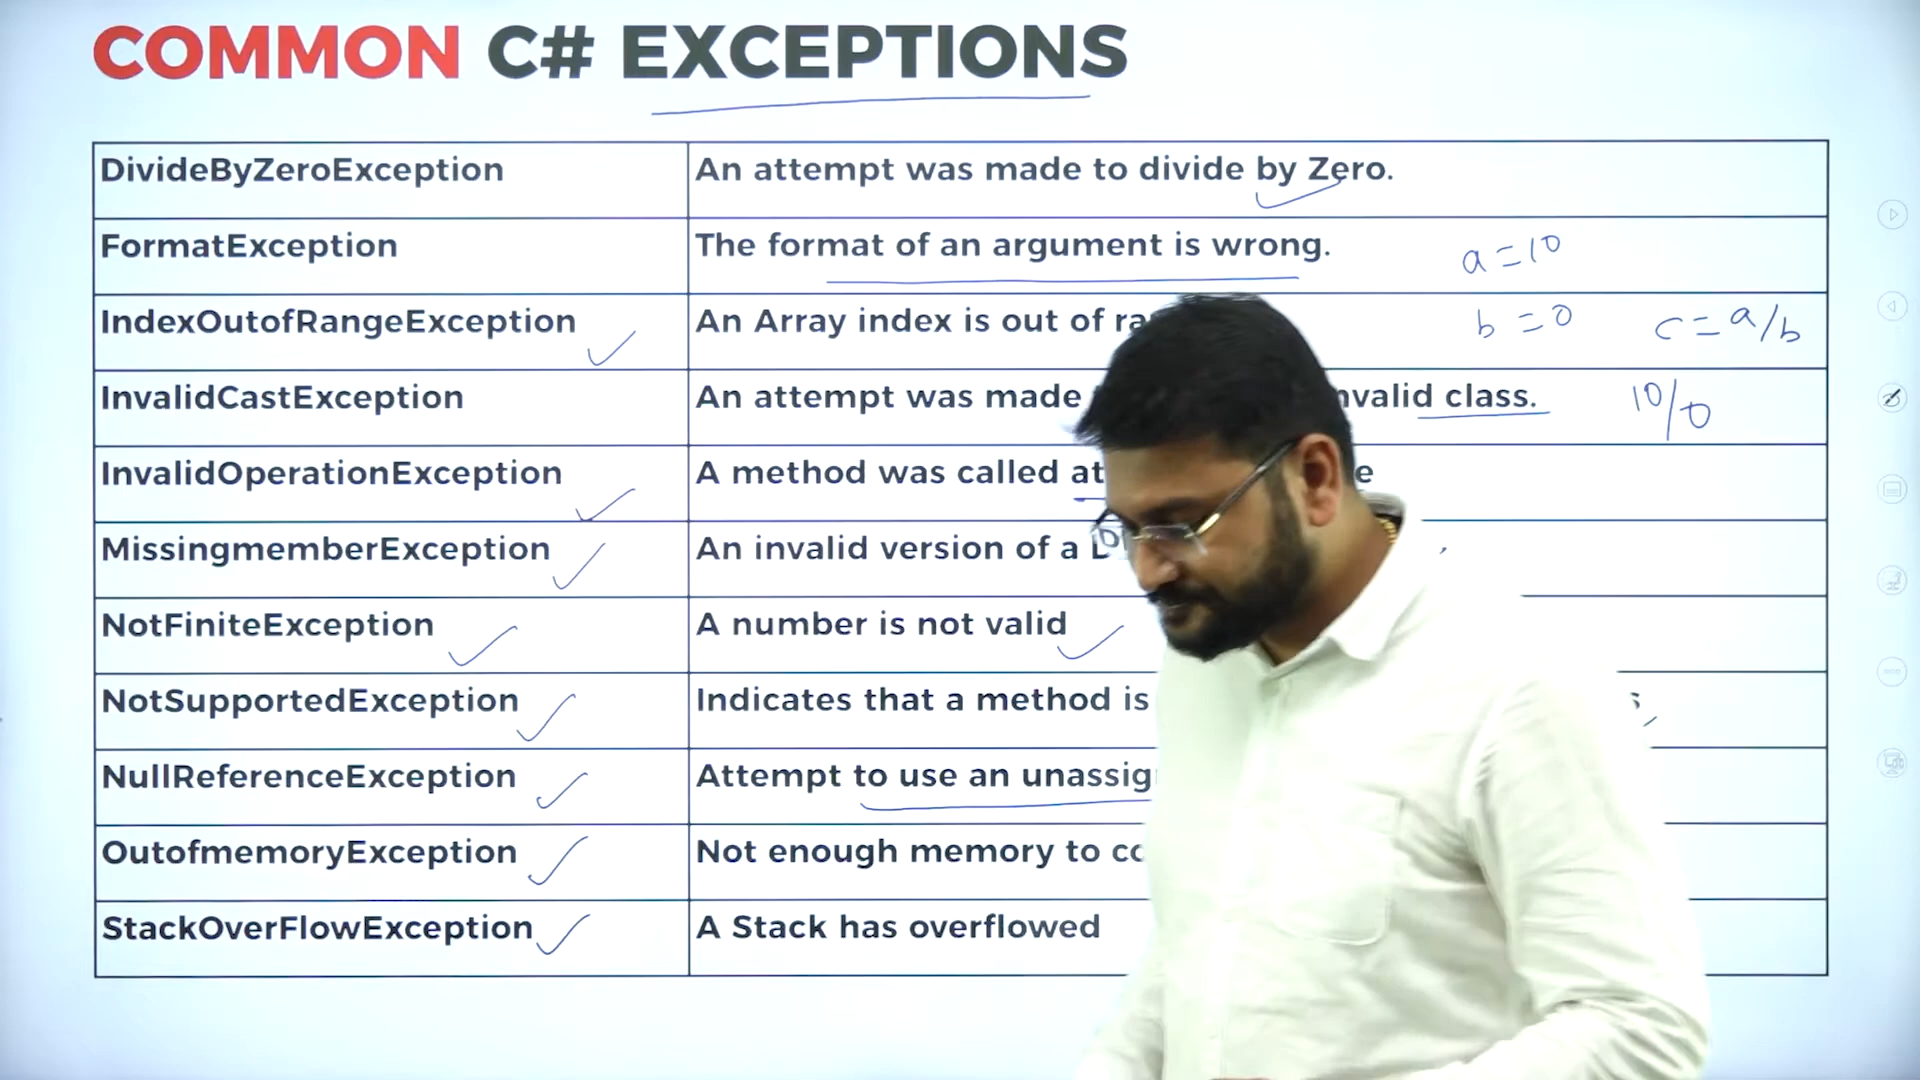 COMMON C# EXCEPTIONS
DivideByZeroException An attempt was made to divide by Zero.
FormatException The format of an argument is wrong. a=10
IndexOutofRangeException An Array index is out of b=0 c=a/b
InvalidCastException An attempt was made class. 10/0
InvalidOperationException A method was called at
MissingmemberException An invalid version of a
NotFiniteException A number is not valid
NotSupportedException Indicates that a method is
NullReferenceException Attempt to use an
OutofmemoryException Not enough memory to
StackOverFlowException A Stack has overflowed